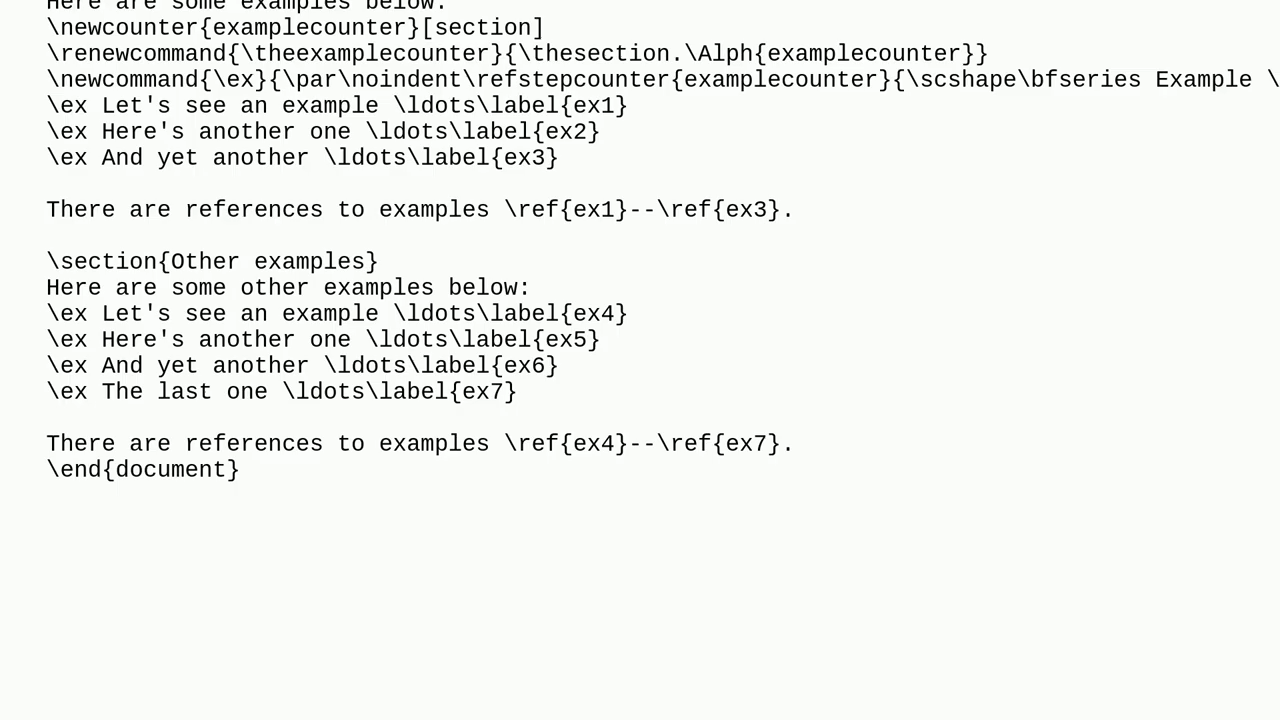 Here are some examples below.
\newcounter{examplecounter}[section]
\renewcommand{\theexamplecounter}{\thesection.\Alph{examplecounter}}
\newcommand{\ex}{\par\noindent\refstepcounter{examplecounter}{\scshape\bfseries Example \
\ex Let's see an example \ldots\label{ex1}
\ex Here's another one \ldots\label{ex2}
\ex And yet another \ldots\label{ex3}
There are references to examples \ref{ex1}--\ref{ex3}.
\section{Other examples}
Here are some other examples below:
\ex Let's see an example \ldots\label{ex4}
\ex Here's another one \ldots\label{ex5}
\ex And yet another \ldots\label{ex6}
\ex The last one \ldots\label{ex7}
There are references to examples \ref{ex4}--\ref{ex7}.
\end{document}